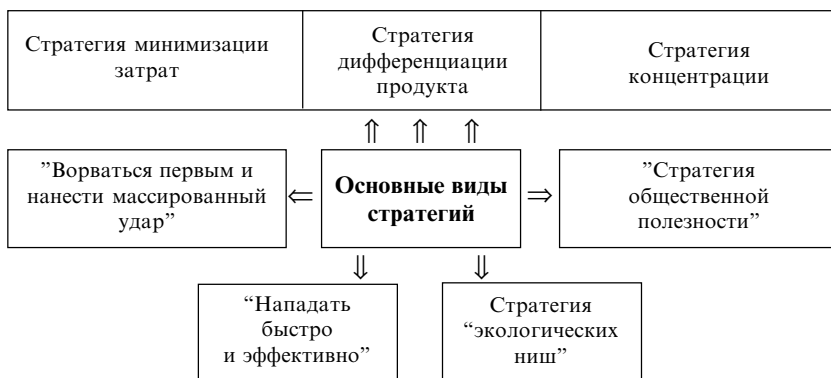 Стратегия минимизации
затрат
Стратегия
дифференциации
продукта
Стратегия
концентрации
⇑ ⇑ ⇑
”Ворваться первым и
нанести массированный
удар”
⇐
Основные виды
стратегий
⇒
”Стратегия
общественной
полезности”
⇓ ⇓
“Нападать
быстро
и эффективно”
Стратегия
“экологических
ниш”